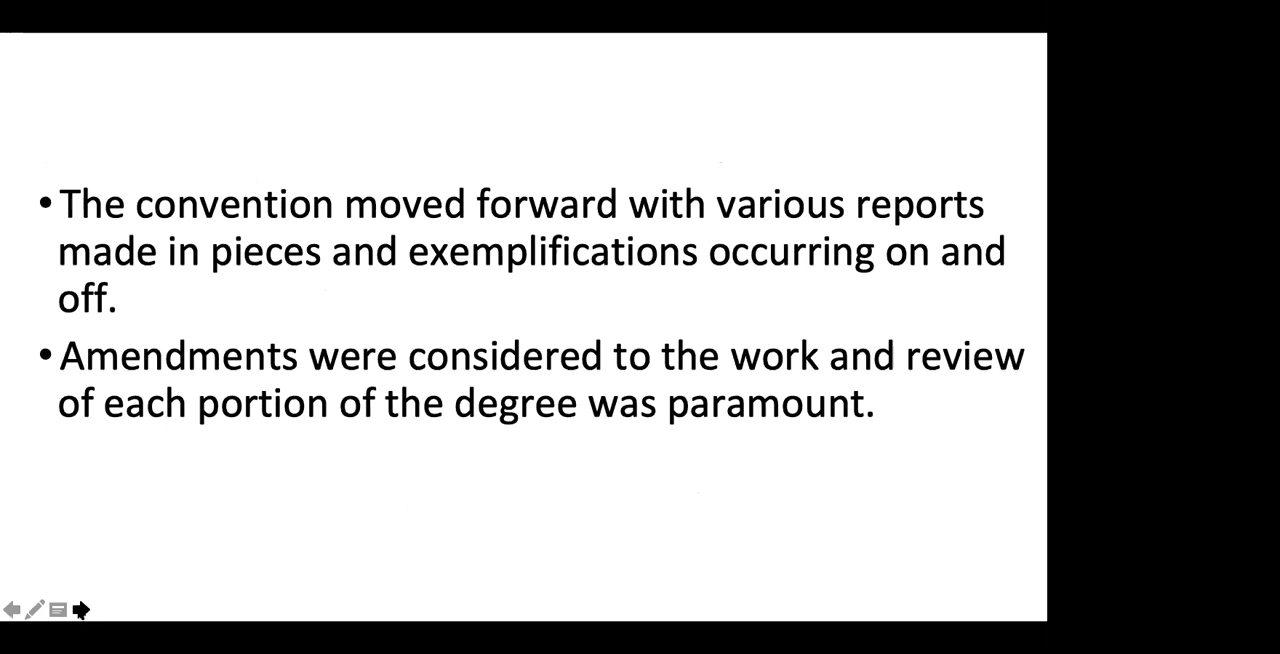 • The convention moved forward with various reports
made in pieces and exemplifications occurring on and
off.
• Amendments were considered to the work and review
of each portion of the degree was paramount.